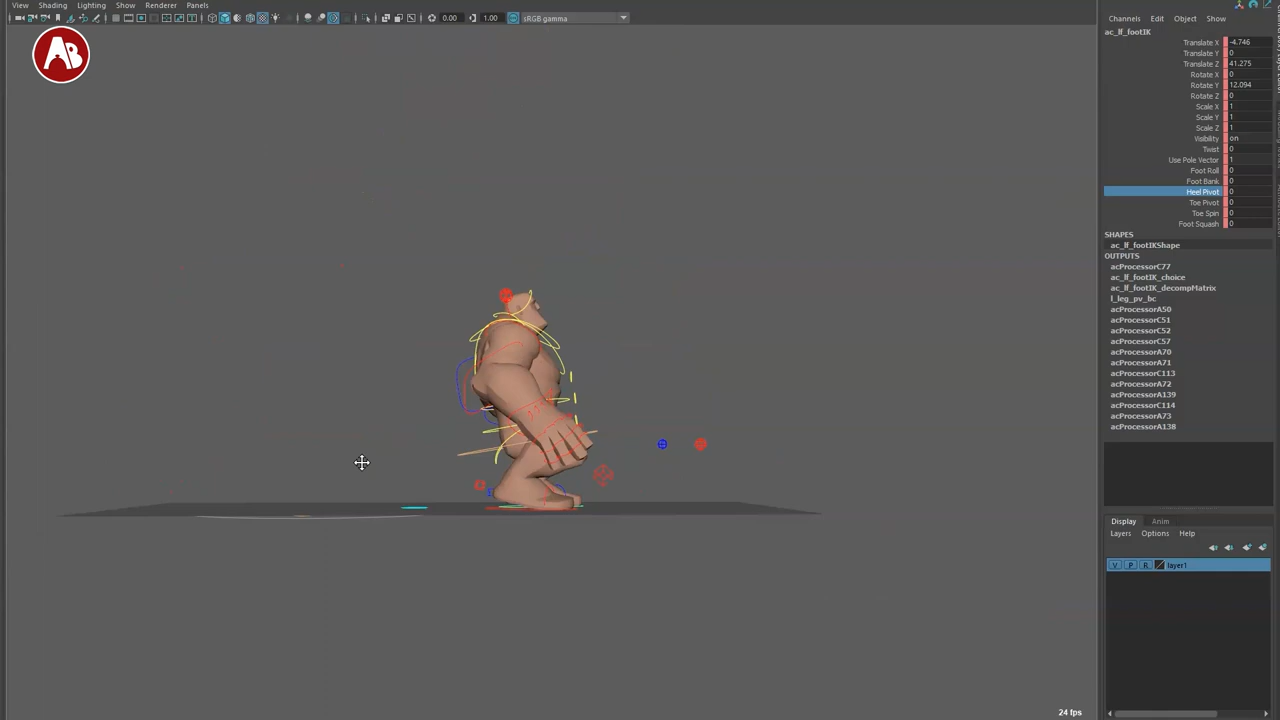 View Shading Lighting Show Renderer Panels
0.00 1.00 sRGB gamma
AB
Channels Edit Object Show
ac_lf_footIK
Translate X -4.746
Translate Y 0
Translate Z 41.275
Rotate X 0
Rotate Y 12.094
Rotate Z 0
Scale X 1
Scale Y 1
Scale Z 1
Visibility on
Twist 0
Use Pole Vector 1
Foot Roll 0
Foot Bank 0
Heel Pivot 0
Toe Pivot 0
Toe Spin 0
Foot Squash 0
SHAPES
ac_lf_footIKShape
OUTPUTS
acProcessorC77
ac_lf_footIK_choice
ac_lf_footIK_decompMatrix
l_leg_pv_bc
acProcessorA50
acProcessorC51
acProcessorC52
acProcessorC57
acProcessorA70
acProcessorA71
acProcessorC113
acProcessorA72
acProcessorA139
acProcessorC114
acProcessorA73
acProcessorA138
Display Anim
Layers Options Help
V P R layer1
24 fps